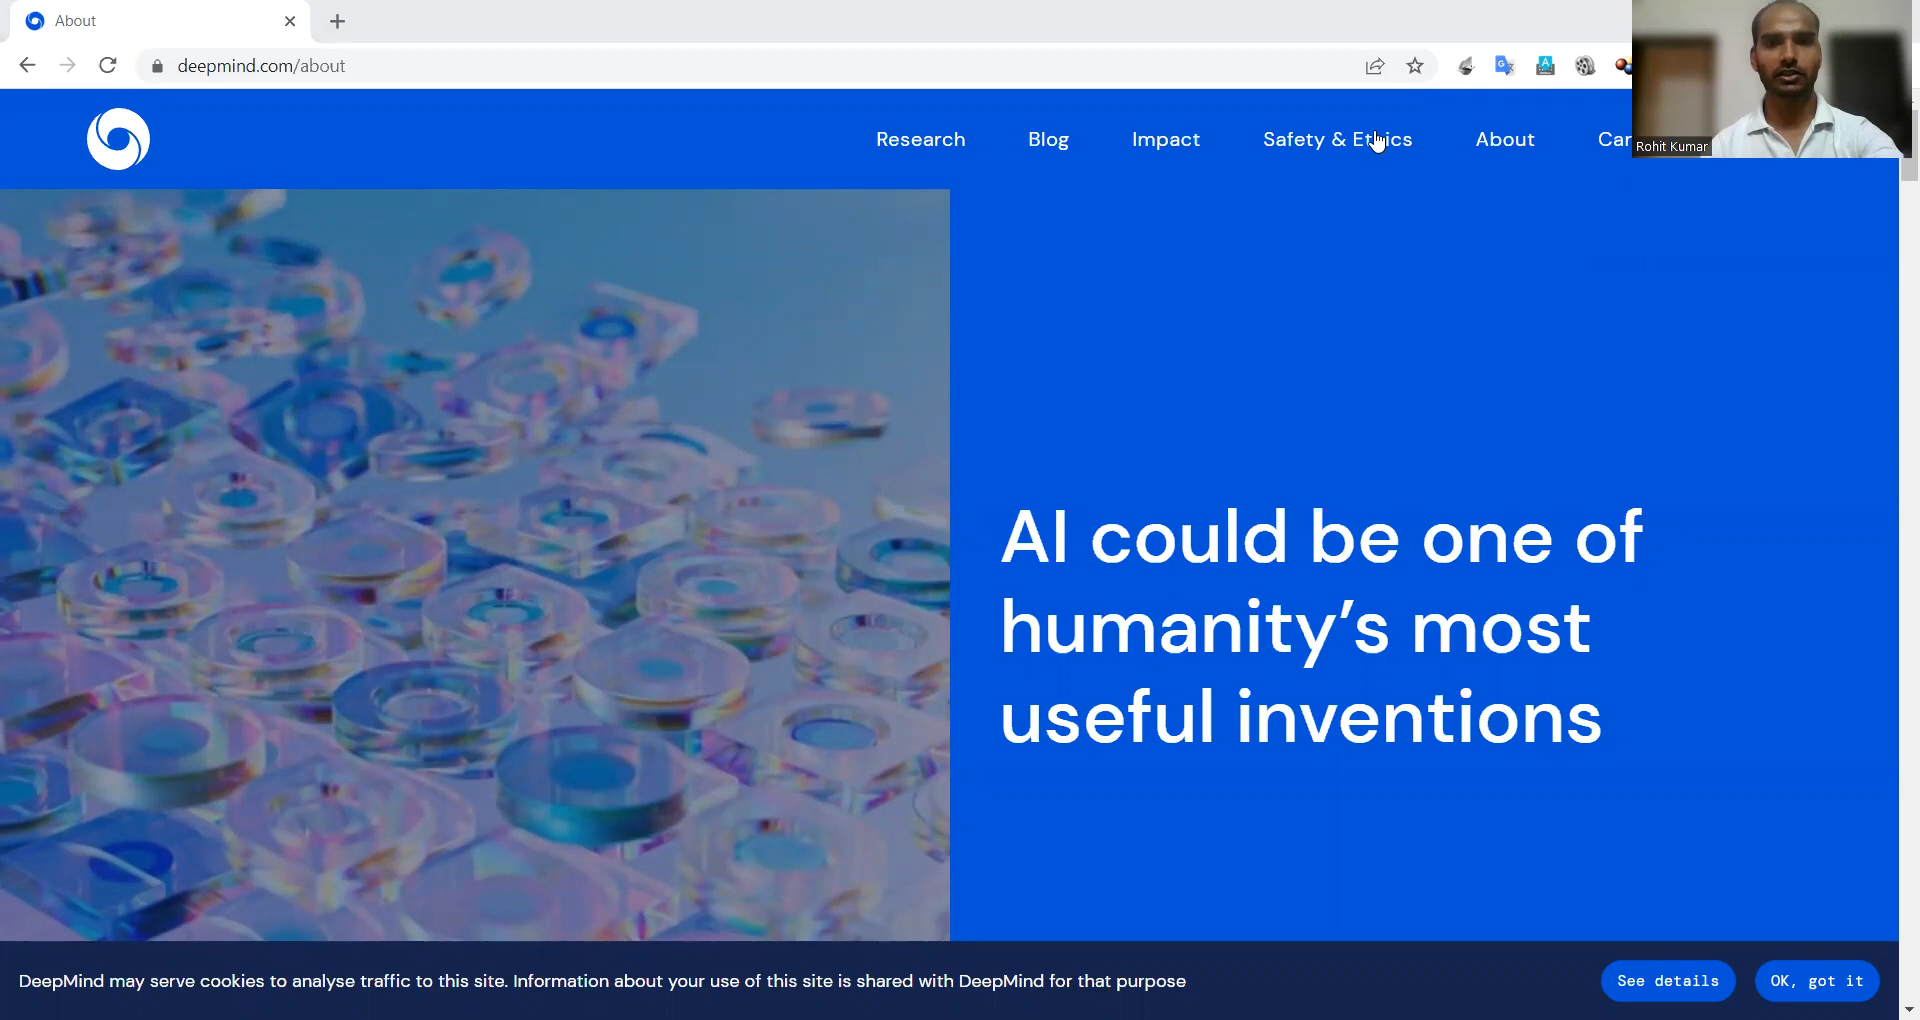 About
deepmind.com/about
Research Blog Impact Safety & Ethics About
Rohit Kumar
AI could be one of
humanity’s most
useful inventions
DeepMind may serve cookies to analyse traffic to this site. Information about your use of this site is shared with DeepMind for that purpose See details OK, got it